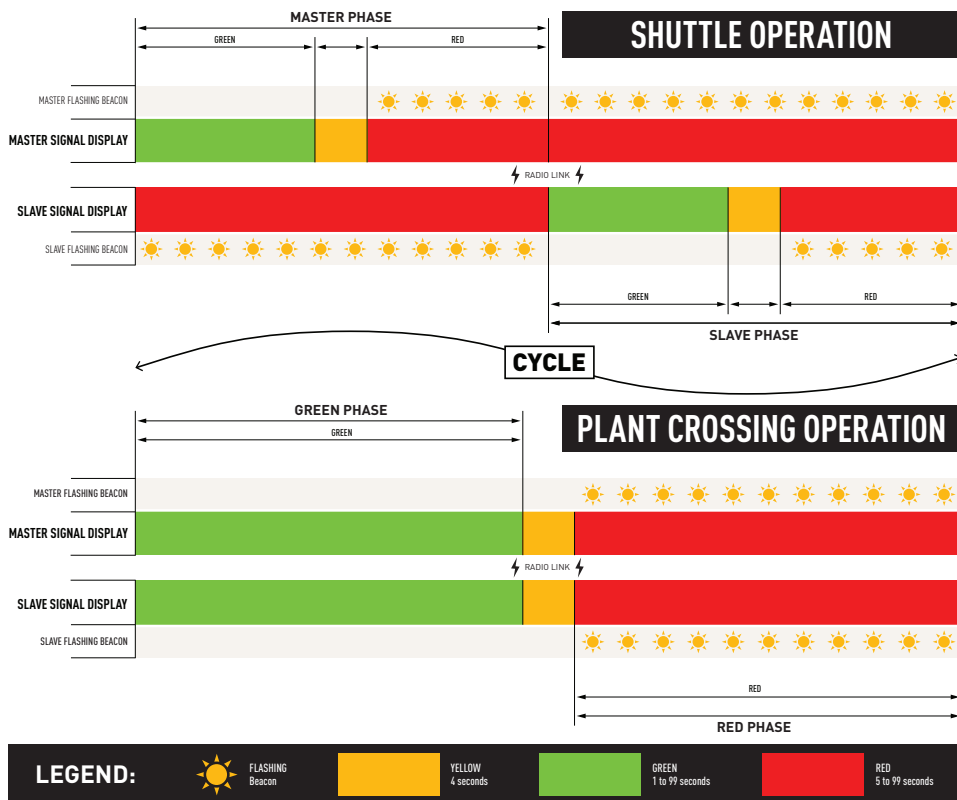 MASTER PHASE
SHUTTLE OPERATION
GREEN
RED
MASTER FLASHING BEACON
MASTER SIGNAL DISPLAY
RADIO LINK
SLAVE SIGNAL DISPLAY
SLAVE FLASHING BEACON
GREEN
RED
SLAVE PHASE
CYCLE
GREEN PHASE
PLANT CROSSING OPERATION
GREEN
MASTER FLASHING BEACON
MASTER SIGNAL DISPLAY
RADIO LINK
SLAVE SIGNAL DISPLAY
SLAVE FLASHING BEACON
RED
RED PHASE
LEGEND:
FLASHING
Beacon
YELLOW
4 seconds
GREEN
1 to 99 seconds
RED
5 to 99 seconds